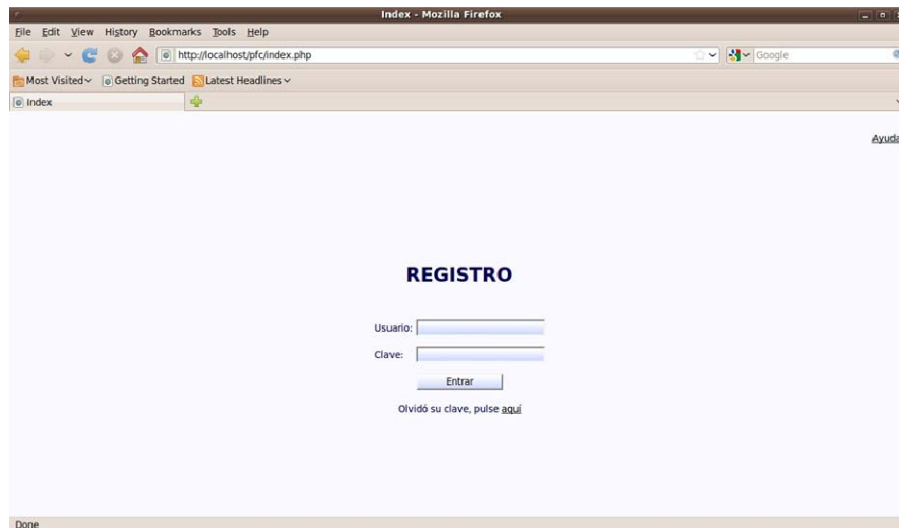 Index - Mozilla Firefox
File Edit View History Bookmarks Tools Help
http://localhost/pfc/index.php Google
Most Visited Getting Started Latest Headlines
Index
Ayuda
REGISTRO
Usuario:
Clave:
Entrar
Olvidó su clave, pulse aquí
Done